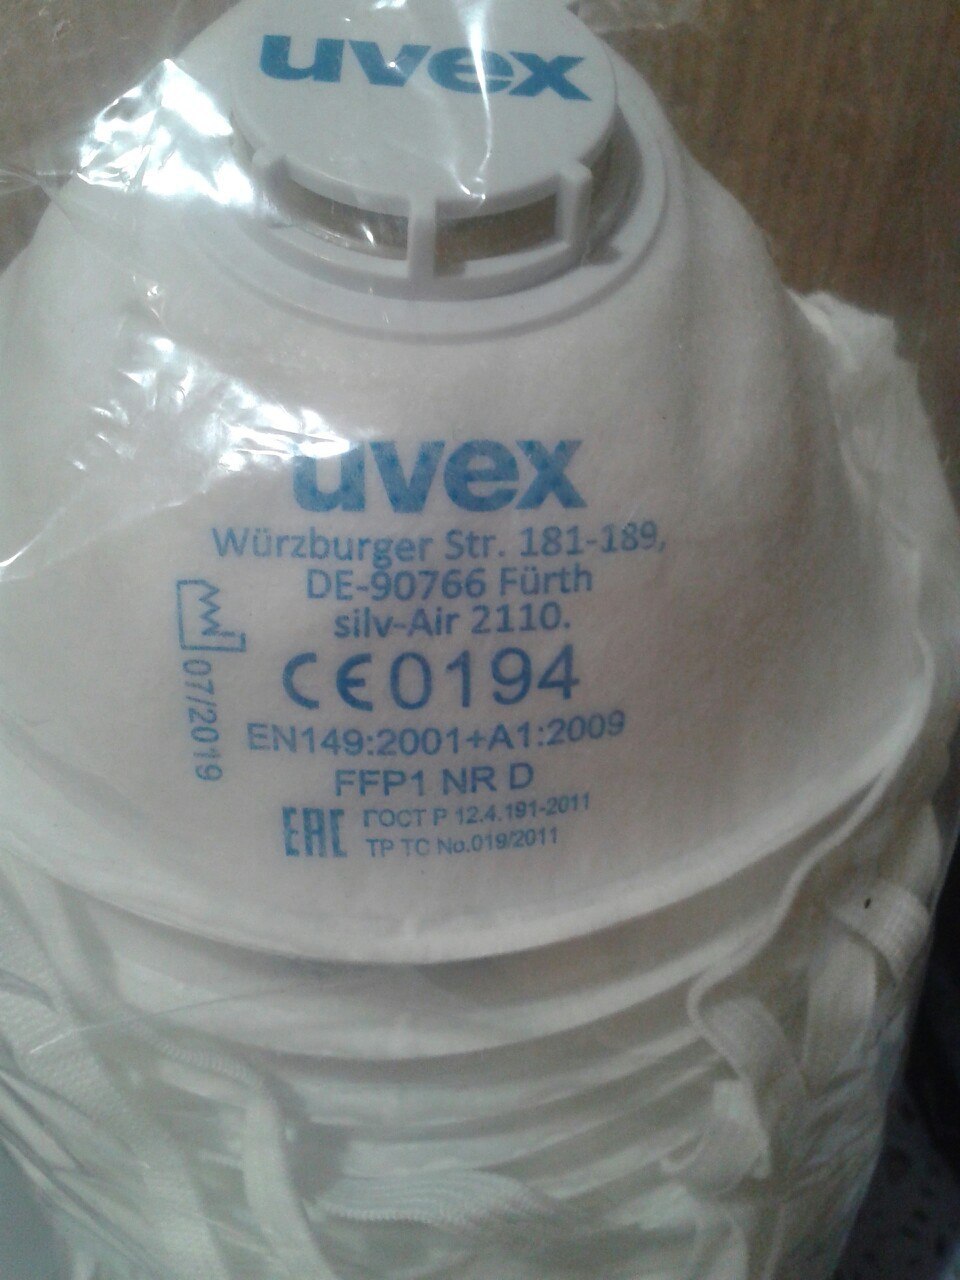 uvex
uvex
Würzburger Str. 181-189,
DE-90766 Fürth
silv-Air 2110.
CE0194
EN149:2001+A1:2009
FFP1 NR D
EAC ГОСТ Р 12.4.191-2011
ТР ТС No.019/2011
07/2019